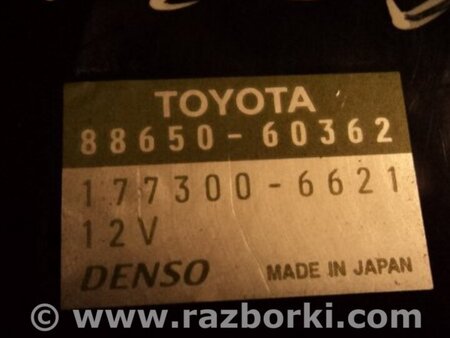 TOYOTA
88650-60362
177300-6621
12V
DENSO MADE IN JAPAN
© www.razborki.com